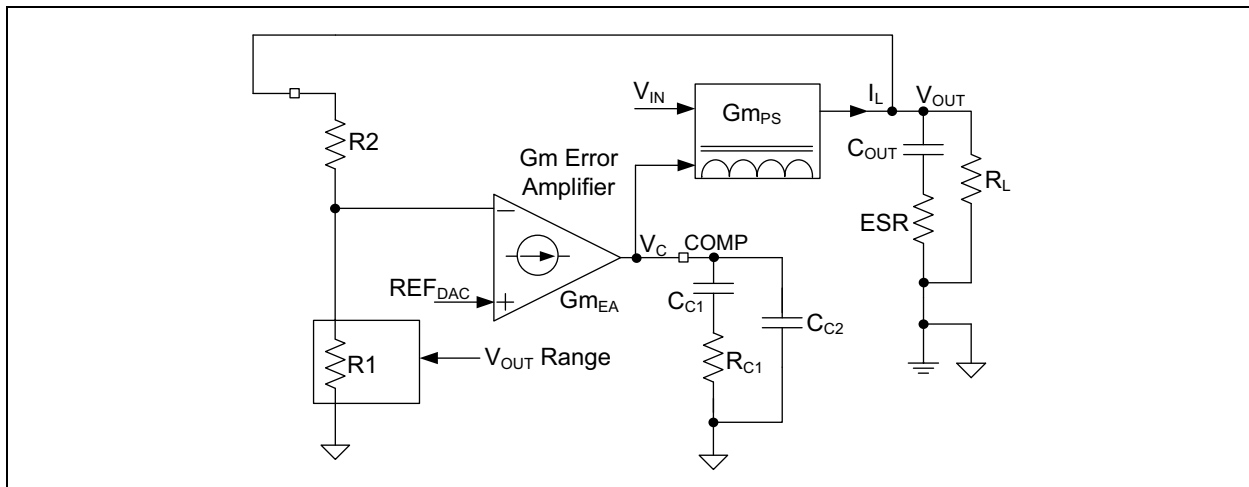 V_IN
Gm_PS
I_L
V_OUT
R2
Gm Error
Amplifier
C_OUT
R_L
ESR
V_C
COMP
REF_DAC
Gm_EA
C_C1
C_C2
R1
V_OUT Range
R_C1